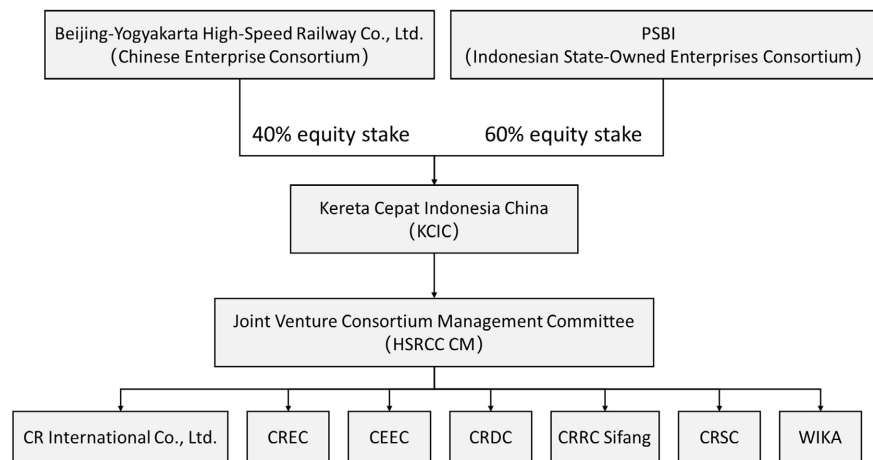 Beijing-Yogyakarta High-Speed Railway Co., Ltd.
(Chinese Enterprise Consortium)
PSBI
(Indonesian State-Owned Enterprises Consortium)
40% equity stake
60% equity stake
Kereta Cepat Indonesia China
(KCIC)
Joint Venture Consortium Management Committee
(HSRCC CM)
CR International Co., Ltd.
CREC
CEEC
CRDC
CRRC Sifang
CRSC
WIKA